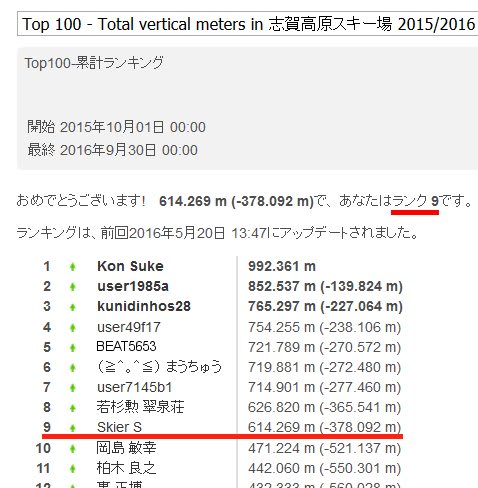 Top 100 - Total vertical meters in 志賀高原スキー場 2015/2016
Top100-累計ランキング
開始 2015年10月01日 00:00
最終 2016年9月30日 00:00
おめでとうございます! 614.269 m (-378.092 m)で、あなたはランク 9です。
ランキングは、前回2016年5月20日 13:47にアップデートされました。
1 Kon Suke 992.361 m
2 user1985a 852.537 m (-139.824 m)
3 kunidinhos28 765.297 m (-227.064 m)
4 user49f17 754.255 m (-238.106 m)
5 BEAT5653 721.789 m (-270.572 m)
6 (≧^。^≦) まうちゅう 719.881 m (-272.480 m)
7 user7145b1 714.901 m (-277.460 m)
8 若杉勲 翠泉荘 626.820 m (-365.541 m)
9 Skier S 614.269 m (-378.092 m)
10 岡島 敏幸 471.224 m (-521.137 m)
11 柏木 良之 442.060 m (-550.301 m)